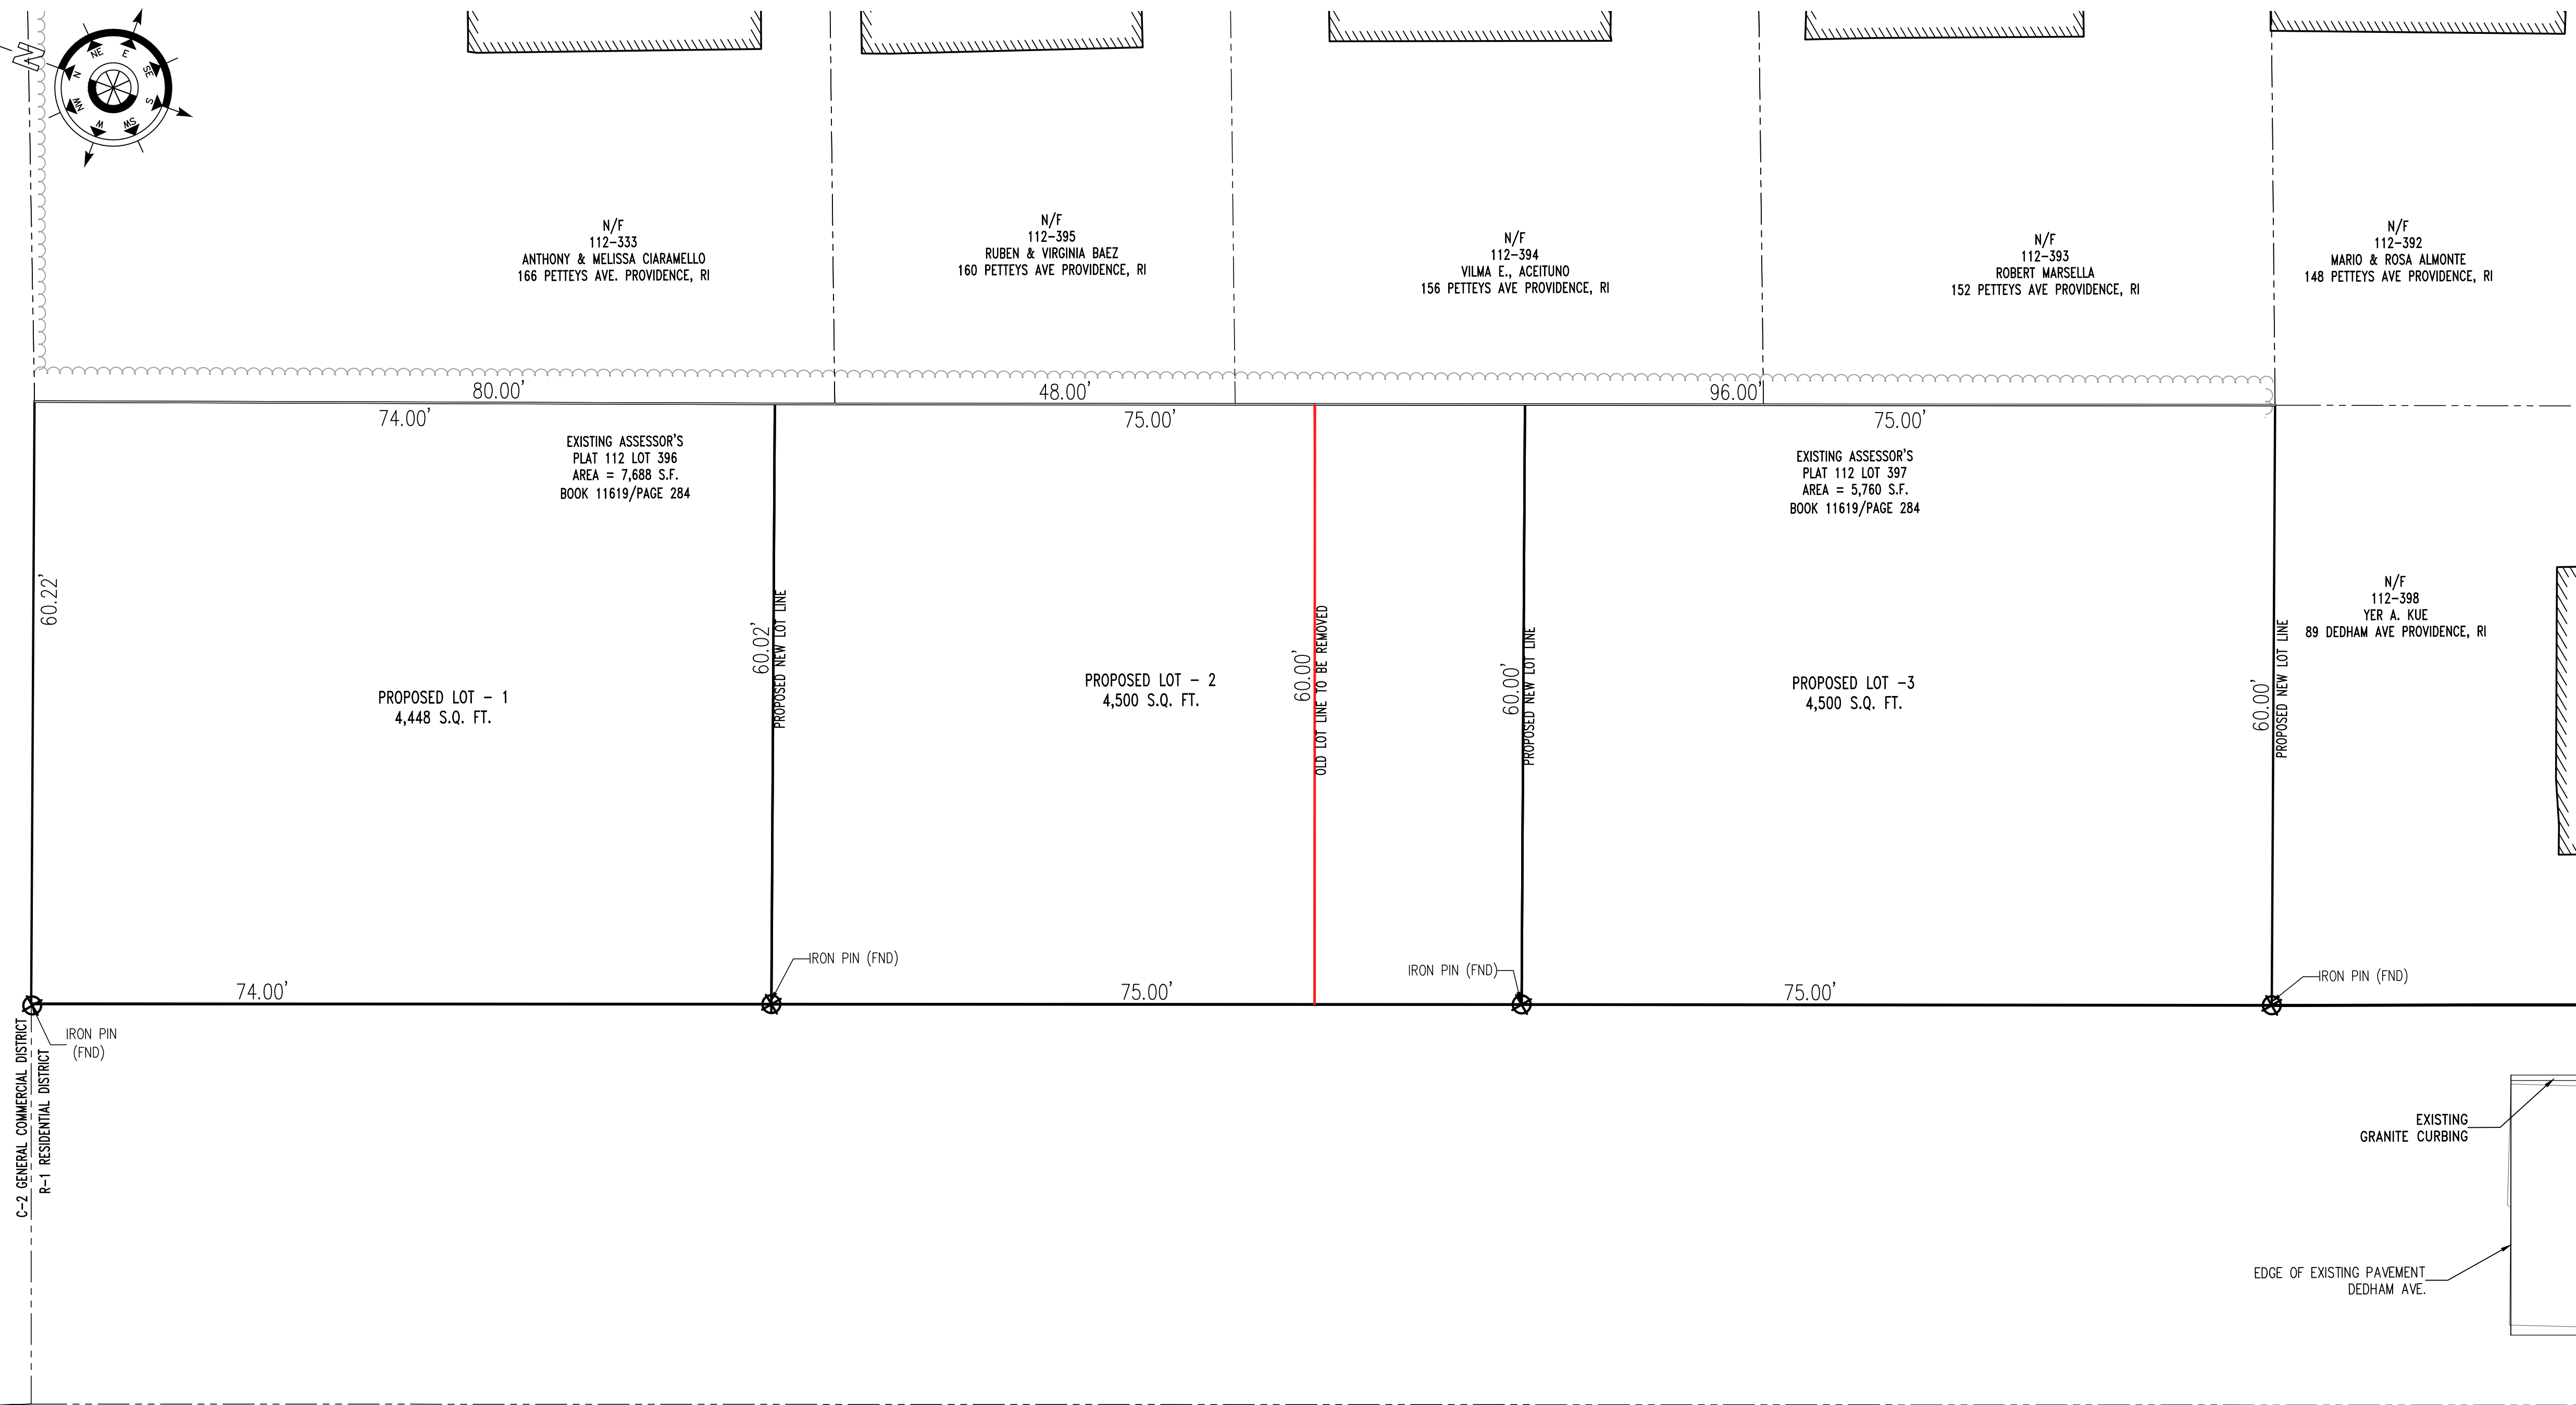 N
NE
E
SE
S
SW
W
NW
N
N/F
112-333
ANTHONY & MELISSA CIARAMELLO
166 PETTEYS AVE. PROVIDENCE, RI
N/F
112-395
RUBEN & VIRGINIA BAEZ
160 PETTEYS AVE PROVIDENCE, RI
N/F
112-394
VILMA E., ACEITUNO
156 PETTEYS AVE PROVIDENCE, RI
N/F
112-393
ROBERT MARSELLA
152 PETTEYS AVE PROVIDENCE, RI
N/F
112-392
MARIO & ROSA ALMONTE
148 PETTEYS AVE PROVIDENCE, RI
80.00'
48.00'
96.00'
74.00'
75.00'
75.00'
EXISTING ASSESSOR'S
PLAT 112 LOT 396
AREA = 7,688 S.F.
BOOK 11619/PAGE 284
EXISTING ASSESSOR'S
PLAT 112 LOT 397
AREA = 5,760 S.F.
BOOK 11619/PAGE 284
60.22'
60.02'
PROPOSED NEW LOT LINE
60.00'
OLD LOT LINE TO BE REMOVED
60.00'
PROPOSED NEW LOT LINE
60.00'
PROPOSED NEW LOT LINE
N/F
112-398
YER A. KUE
89 DEDHAM AVE PROVIDENCE, RI
PROPOSED LOT - 1
4,448 S.Q. FT.
PROPOSED LOT - 2
4,500 S.Q. FT.
PROPOSED LOT -3
4,500 S.Q. FT.
IRON PIN (FND)
IRON PIN (FND)
IRON PIN (FND)
74.00'
75.00'
75.00'
IRON PIN
(FND)
C-2 GENERAL COMMERCIAL DISTRICT
R-1 RESIDENTIAL DISTRICT
EXISTING
GRANITE CURBING
EDGE OF EXISTING PAVEMENT
DEDHAM AVE.